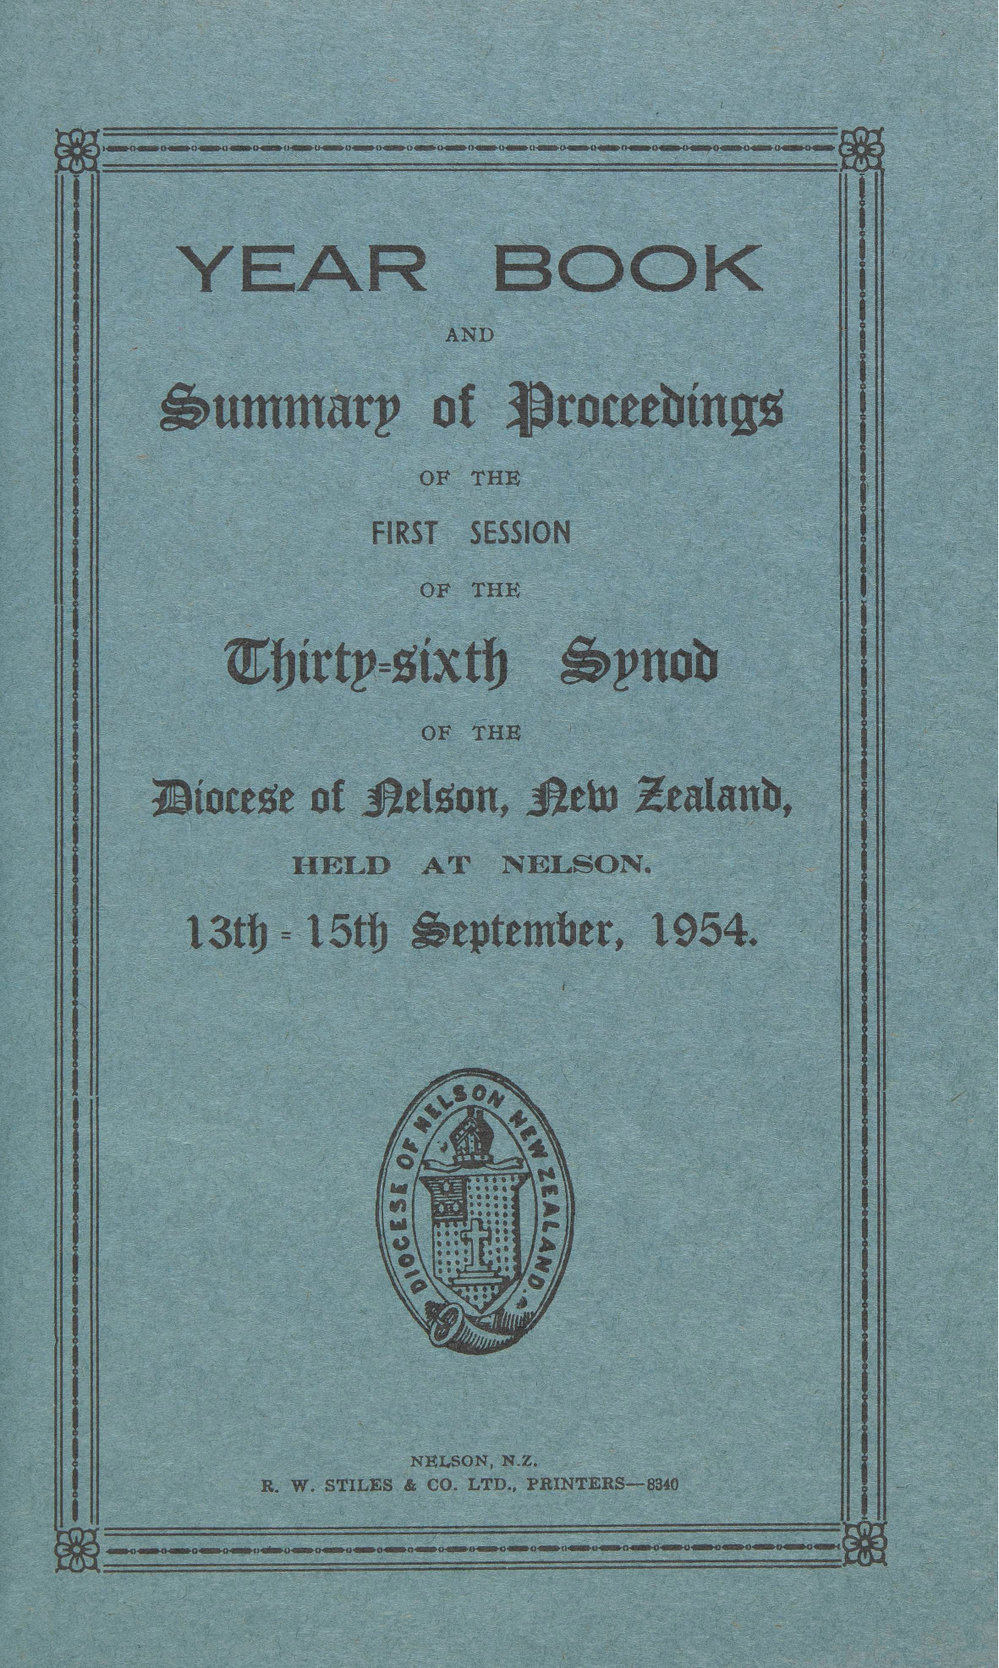 YEAR BOOK
AND
Summary of Proceedings
OF THE
FIRST SESSION
OF THE
Thirty-sixth Synod
OF THE
Diocese of Nelson, New Zealand,
HELD AT NELSON.
13th - 15th September, 1954.
DIOCESE OF NELSON NEW ZEALAND.
NELSON, N.Z.
R. W. STILES & CO. LTD., PRINTERS—8340